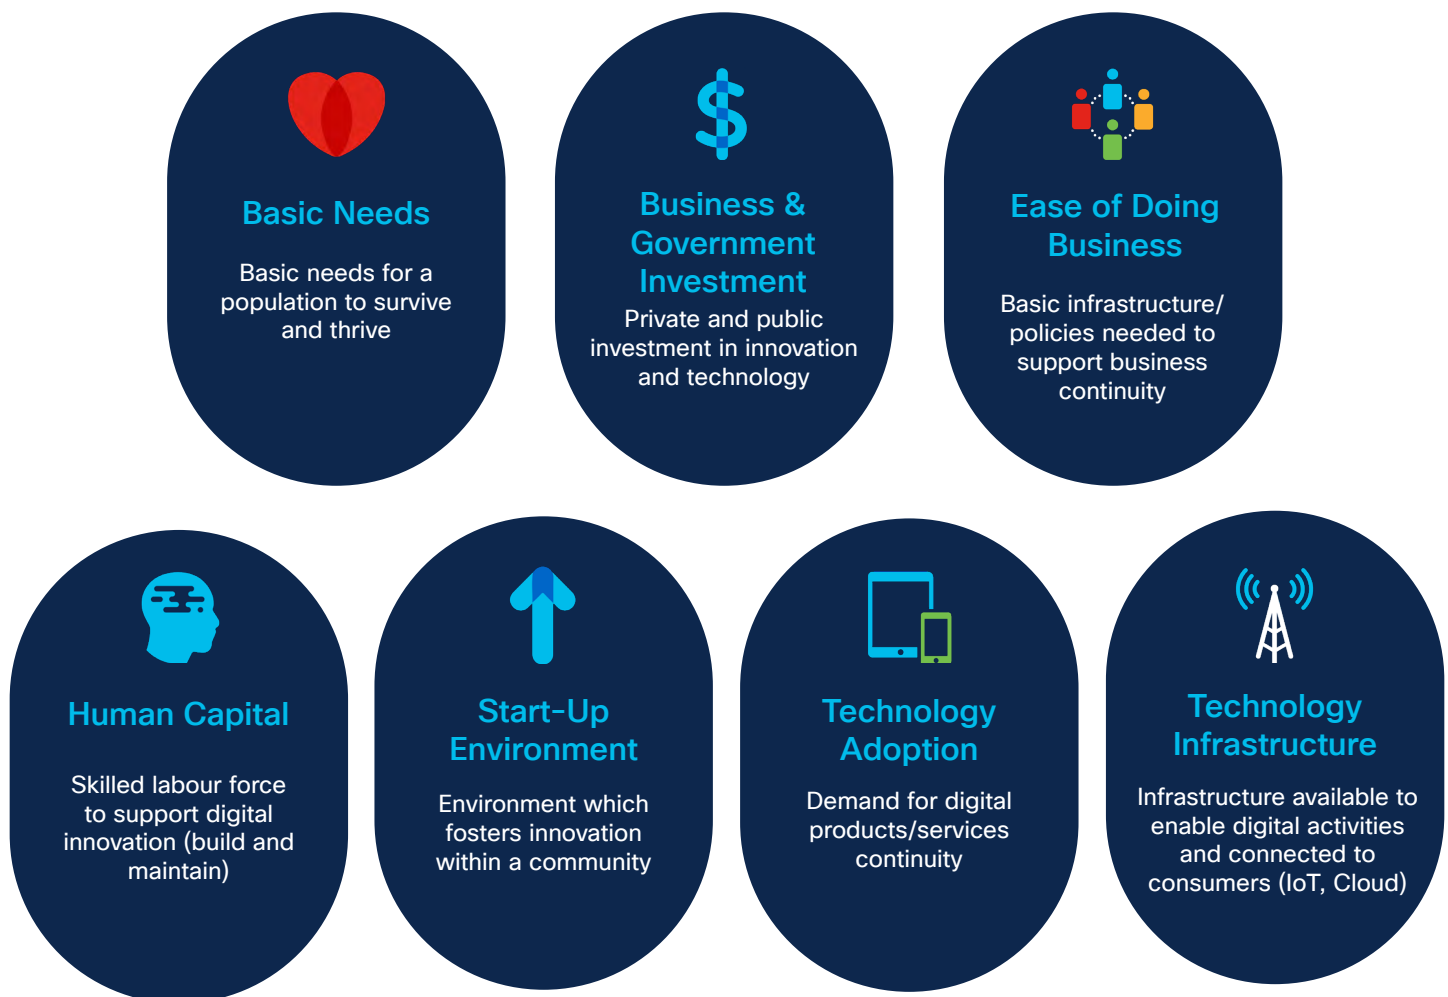 Basic Needs
Basic needs for a
population to survive
and thrive
Business &
Government
Investment
Private and public
investment in innovation
and technology
Ease of Doing
Business
Basic infrastructure/
policies needed to
support business
continuity
Human Capital
Skilled labour force
to support digital
innovation (build and
maintain)
Start-Up
Environment
Environment which
fosters innovation
within a community
Technology
Adoption
Demand for digital
products/services
continuity
Technology
Infrastructure
Infrastructure available to
enable digital activities
and connected to
consumers (IoT, Cloud)